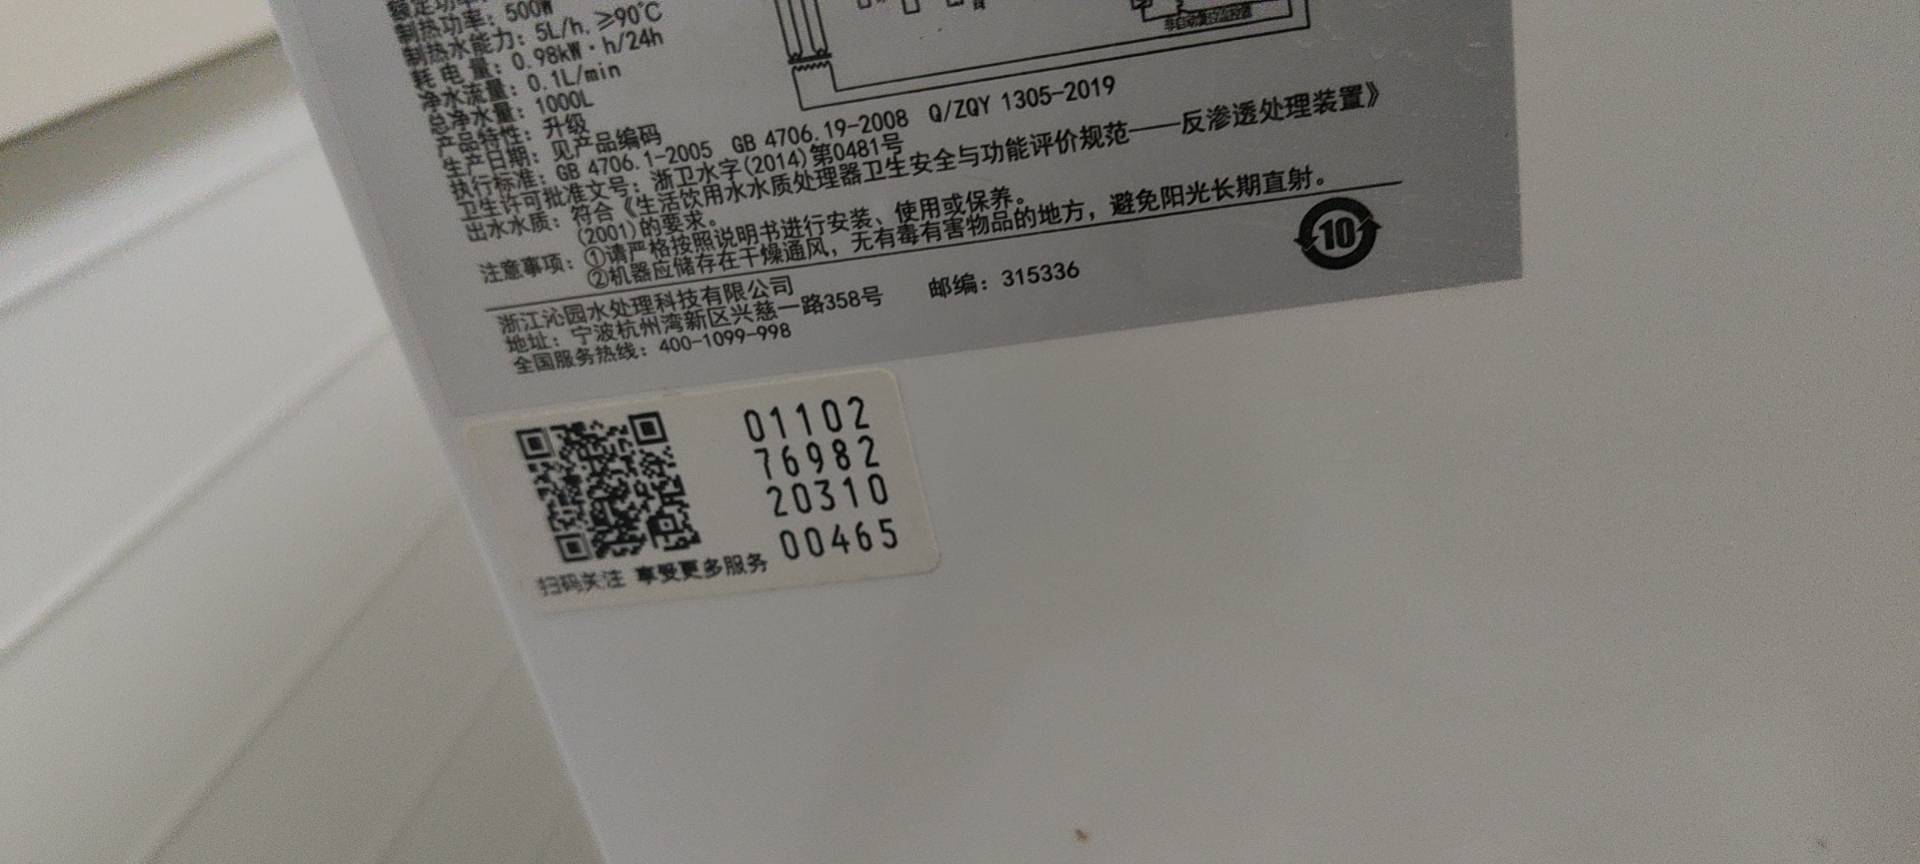 额定功率:
制热功率: 500W
制热水能力: 5L/h, ≥90℃
耗电量: 0.98kW·h/24h
净水流量: 0.1L/min
总净水量: 1000L
产品特性: 升级
生产日期: 见产品编码
执行标准: GB 4706.1-2005 GB 4706.19-2008 Q/ZQY 1305-2019
卫生许可批准文号: 浙卫水字(2014)第0481号
出水水质: 符合《生活饮用水水质处理器卫生安全与功能评价规范——反渗透处理装置》
(2001)的要求。
注意事项: ①请严格按照说明书进行安装、使用或保养。
②机器应储存在干燥通风,无有毒有害物品的地方,避免阳光长期直射。
10
浙江沁园水处理科技有限公司
地址: 宁波杭州湾新区兴慈一路358号 邮编: 315336
全国服务热线: 400-1099-998
01102
76982
20310
00465
扫码关注 享受更多服务